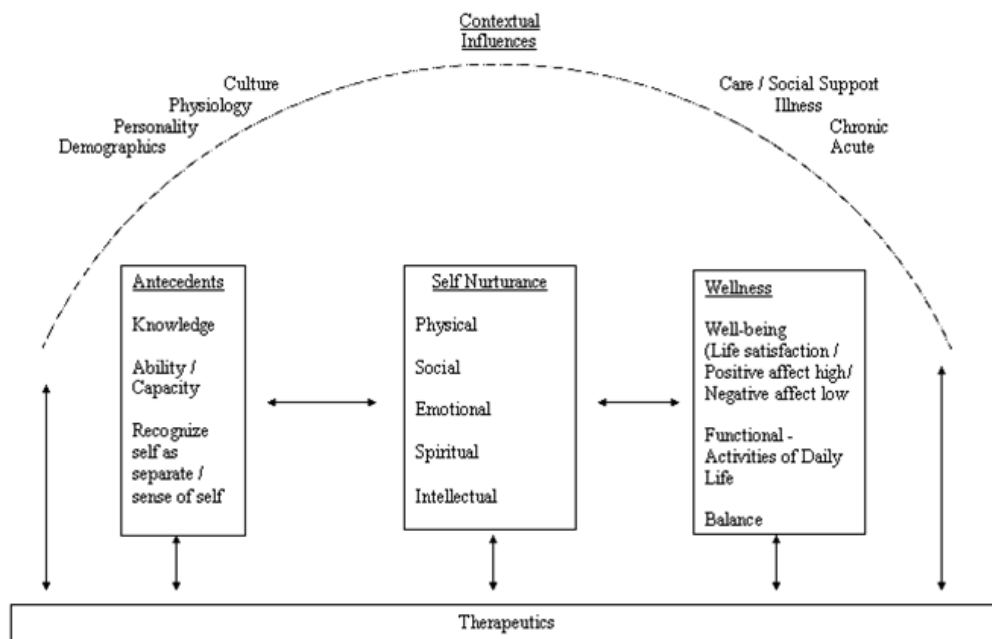 Contextual
Influences
Culture
Physiology
Personality
Demographics
Care / Social Support
Illness
Chronic
Acute
Antecedents
Knowledge
Ability /
Capacity
Recognize
self as
separate /
sense of self
Self Nurturance
Physical
Social
Emotional
Spiritual
Intellectual
Wellness
Well-being
(Life satisfaction /
Positive affect high/
Negative affect low
Functional -
Activities of Daily
Life
Balance
Therapeutics